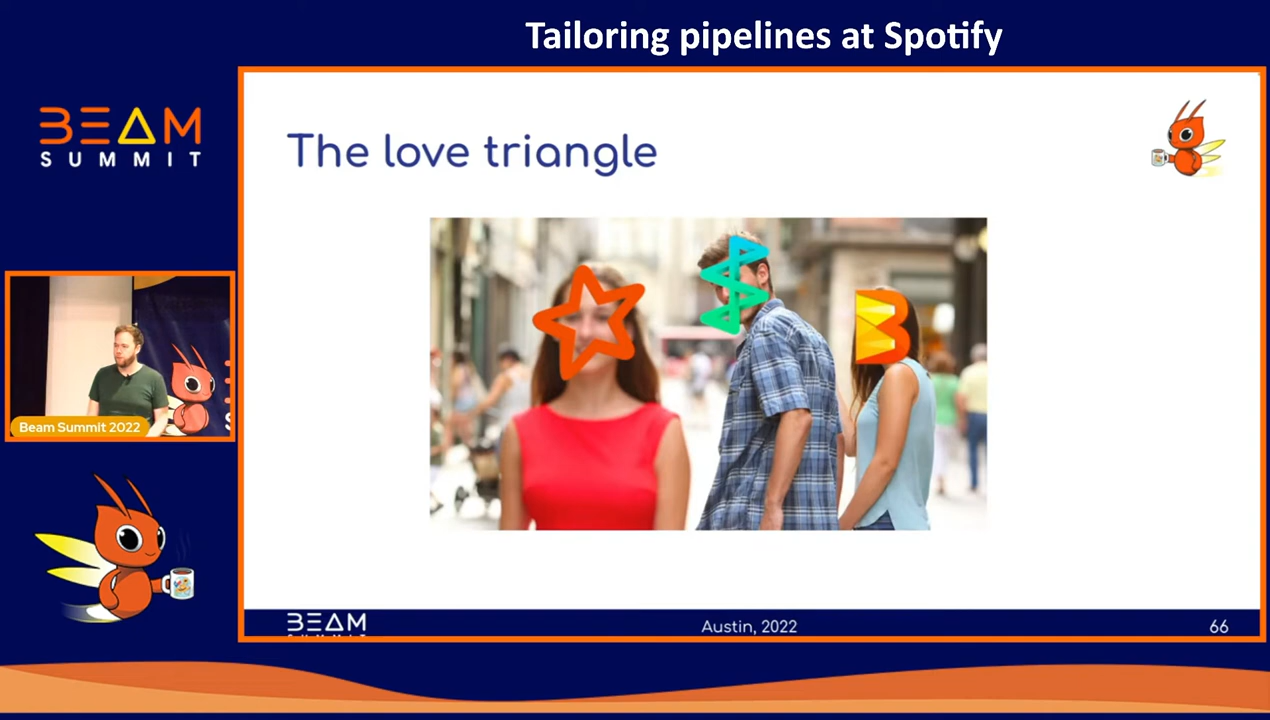 Tailoring pipelines at Spotify
BEAM
SUMMIT
The love triangle
Beam Summit 2022
BEAM
Austin, 2022
66